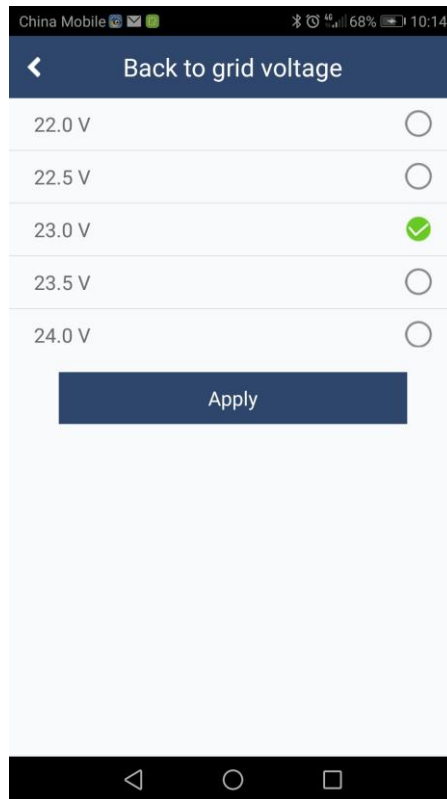 China Mobile 68% 10:14
Back to grid voltage
22.0 V
22.5 V
23.0 V
23.5 V
24.0 V
Apply